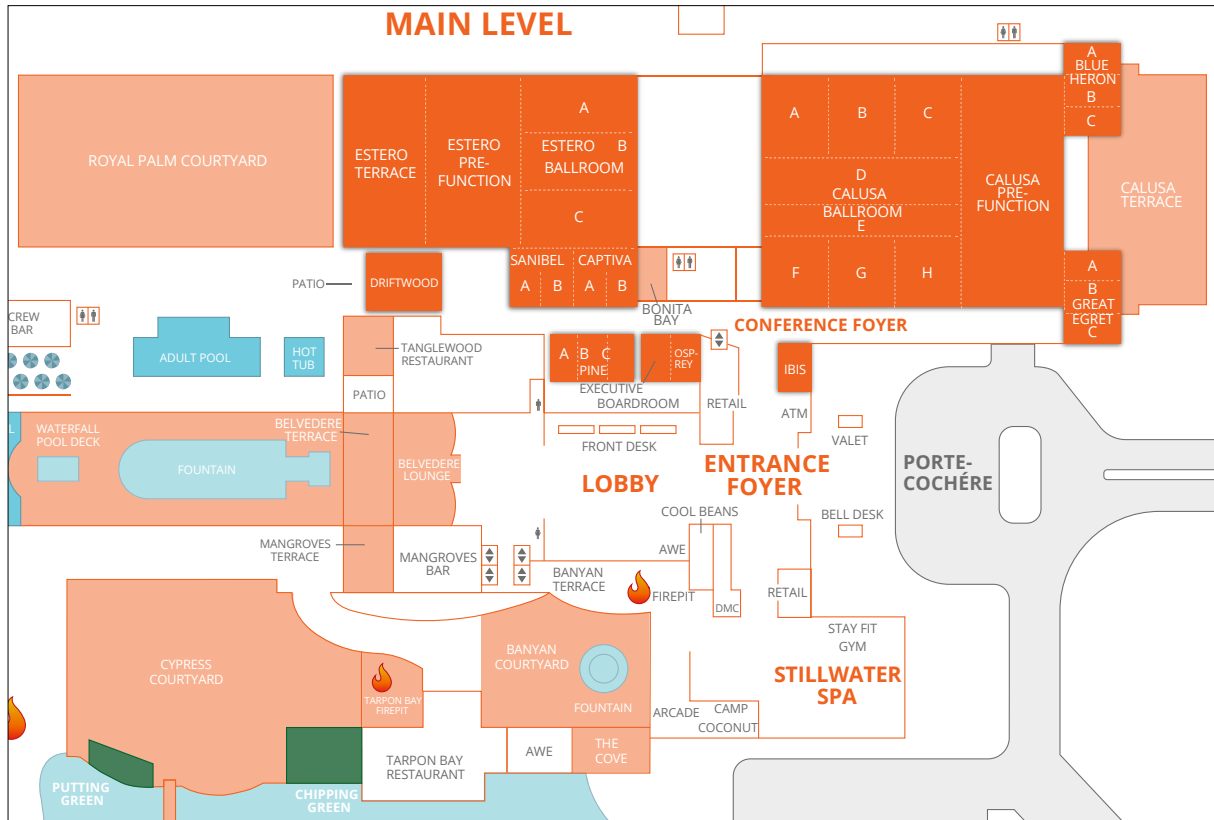 MAIN LEVEL
ROYAL PALM COURTYARD
ESTERO
TERRACE
ESTERO
PRE-
FUNCTION
A
ESTERO B
BALLROOM
C
SANIBEL
A B
CAPTIVA
A B
A B C
D
CALUSA
BALLROOM
E
F G H
CALUSA
PRE-
FUNCTION
A
BLUE
HERON
B
C
CALUSA
TERRACE
A
B
GREAT
EGRET
C
PATIO
DRIFTWOOD
BONITA
BAY
CONFERENCE FOYER
CREW
BAR
ADULT POOL
HOT
TUB
TANGLEWOOD
RESTAURANT
PATIO
A B C
PINE
OSP-
REY
EXECUTIVE
BOARDROOM
RETAIL
IBIS
ATM
VALET
L
WATERFALL
POOL DECK
FOUNTAIN
BELVEDERE
TERRACE
BELVEDERE
LOUNGE
FRONT DESK
LOBBY
ENTRANCE
FOYER
PORTE-
COCHÉRE
COOL BEANS
BELL DESK
MANGROVES
TERRACE
MANGROVES
BAR
AWE
BANYAN
TERRACE
FIREPIT
DMC
RETAIL
STAY FIT
GYM
STILLWATER
SPA
CYPRESS
COURTYARD
TARPON BAY
FIREPIT
BANYAN
COURTYARD
FOUNTAIN
ARCADE
CAMP
COCONUT
TARPON BAY
RESTAURANT
AWE
THE
COVE
PUTTING
GREEN
CHIPPING
GREEN